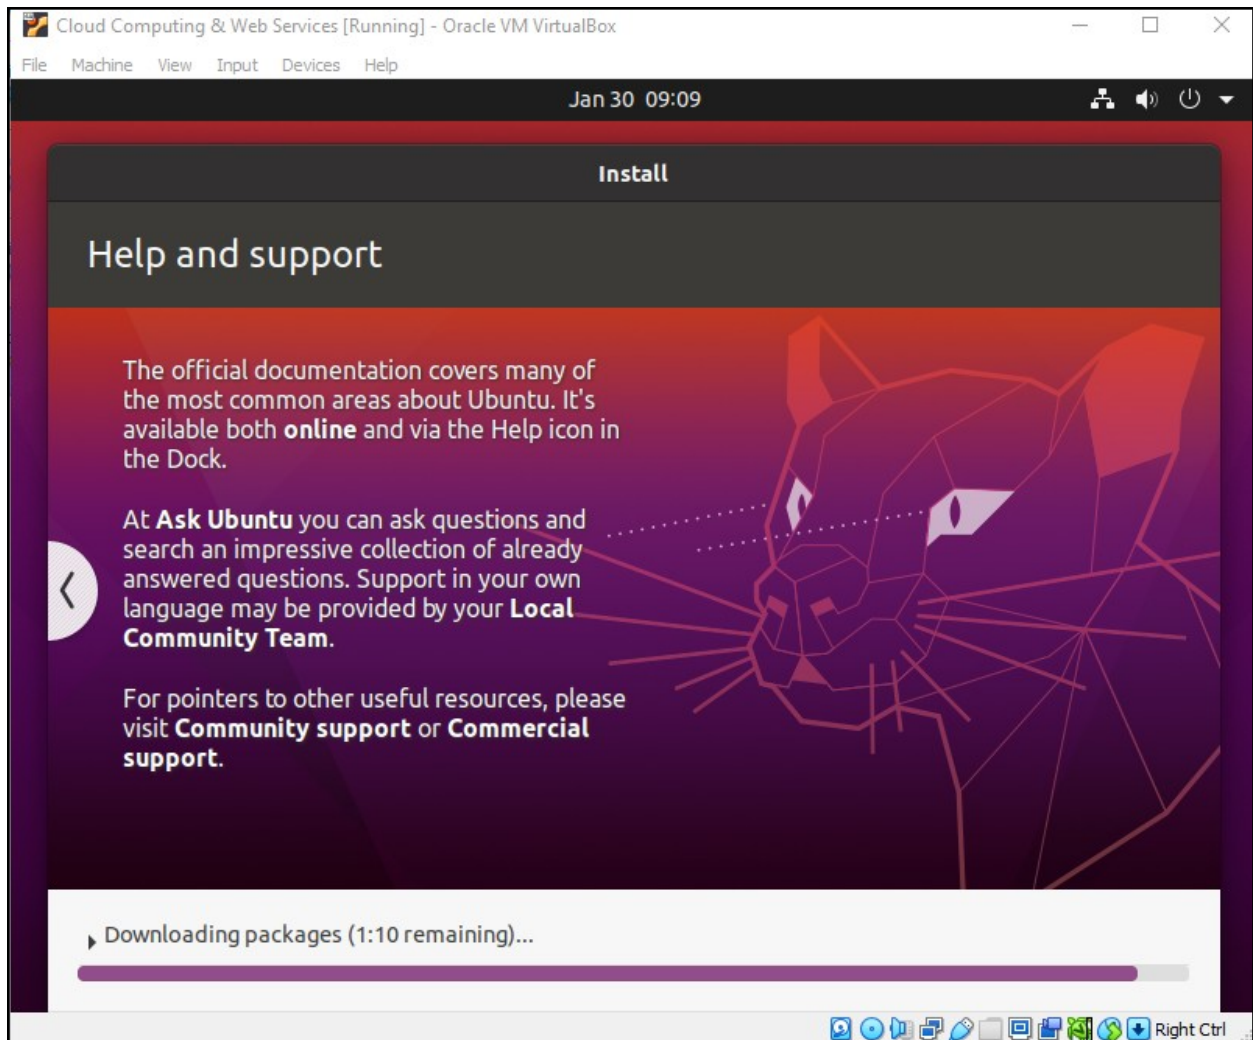 Cloud Computing & Web Services [Running] - Oracle VM VirtualBox
File Machine View Input Devices Help
Jan 30 09:09
Install
Help and support
The official documentation covers many of
the most common areas about Ubuntu. It's
available both online and via the Help icon in
the Dock.
At Ask Ubuntu you can ask questions and
search an impressive collection of already
answered questions. Support in your own
language may be provided by your Local
Community Team.
For pointers to other useful resources, please
visit Community support or Commercial
support.
Downloading packages (1:10 remaining)...
Right Ctrl